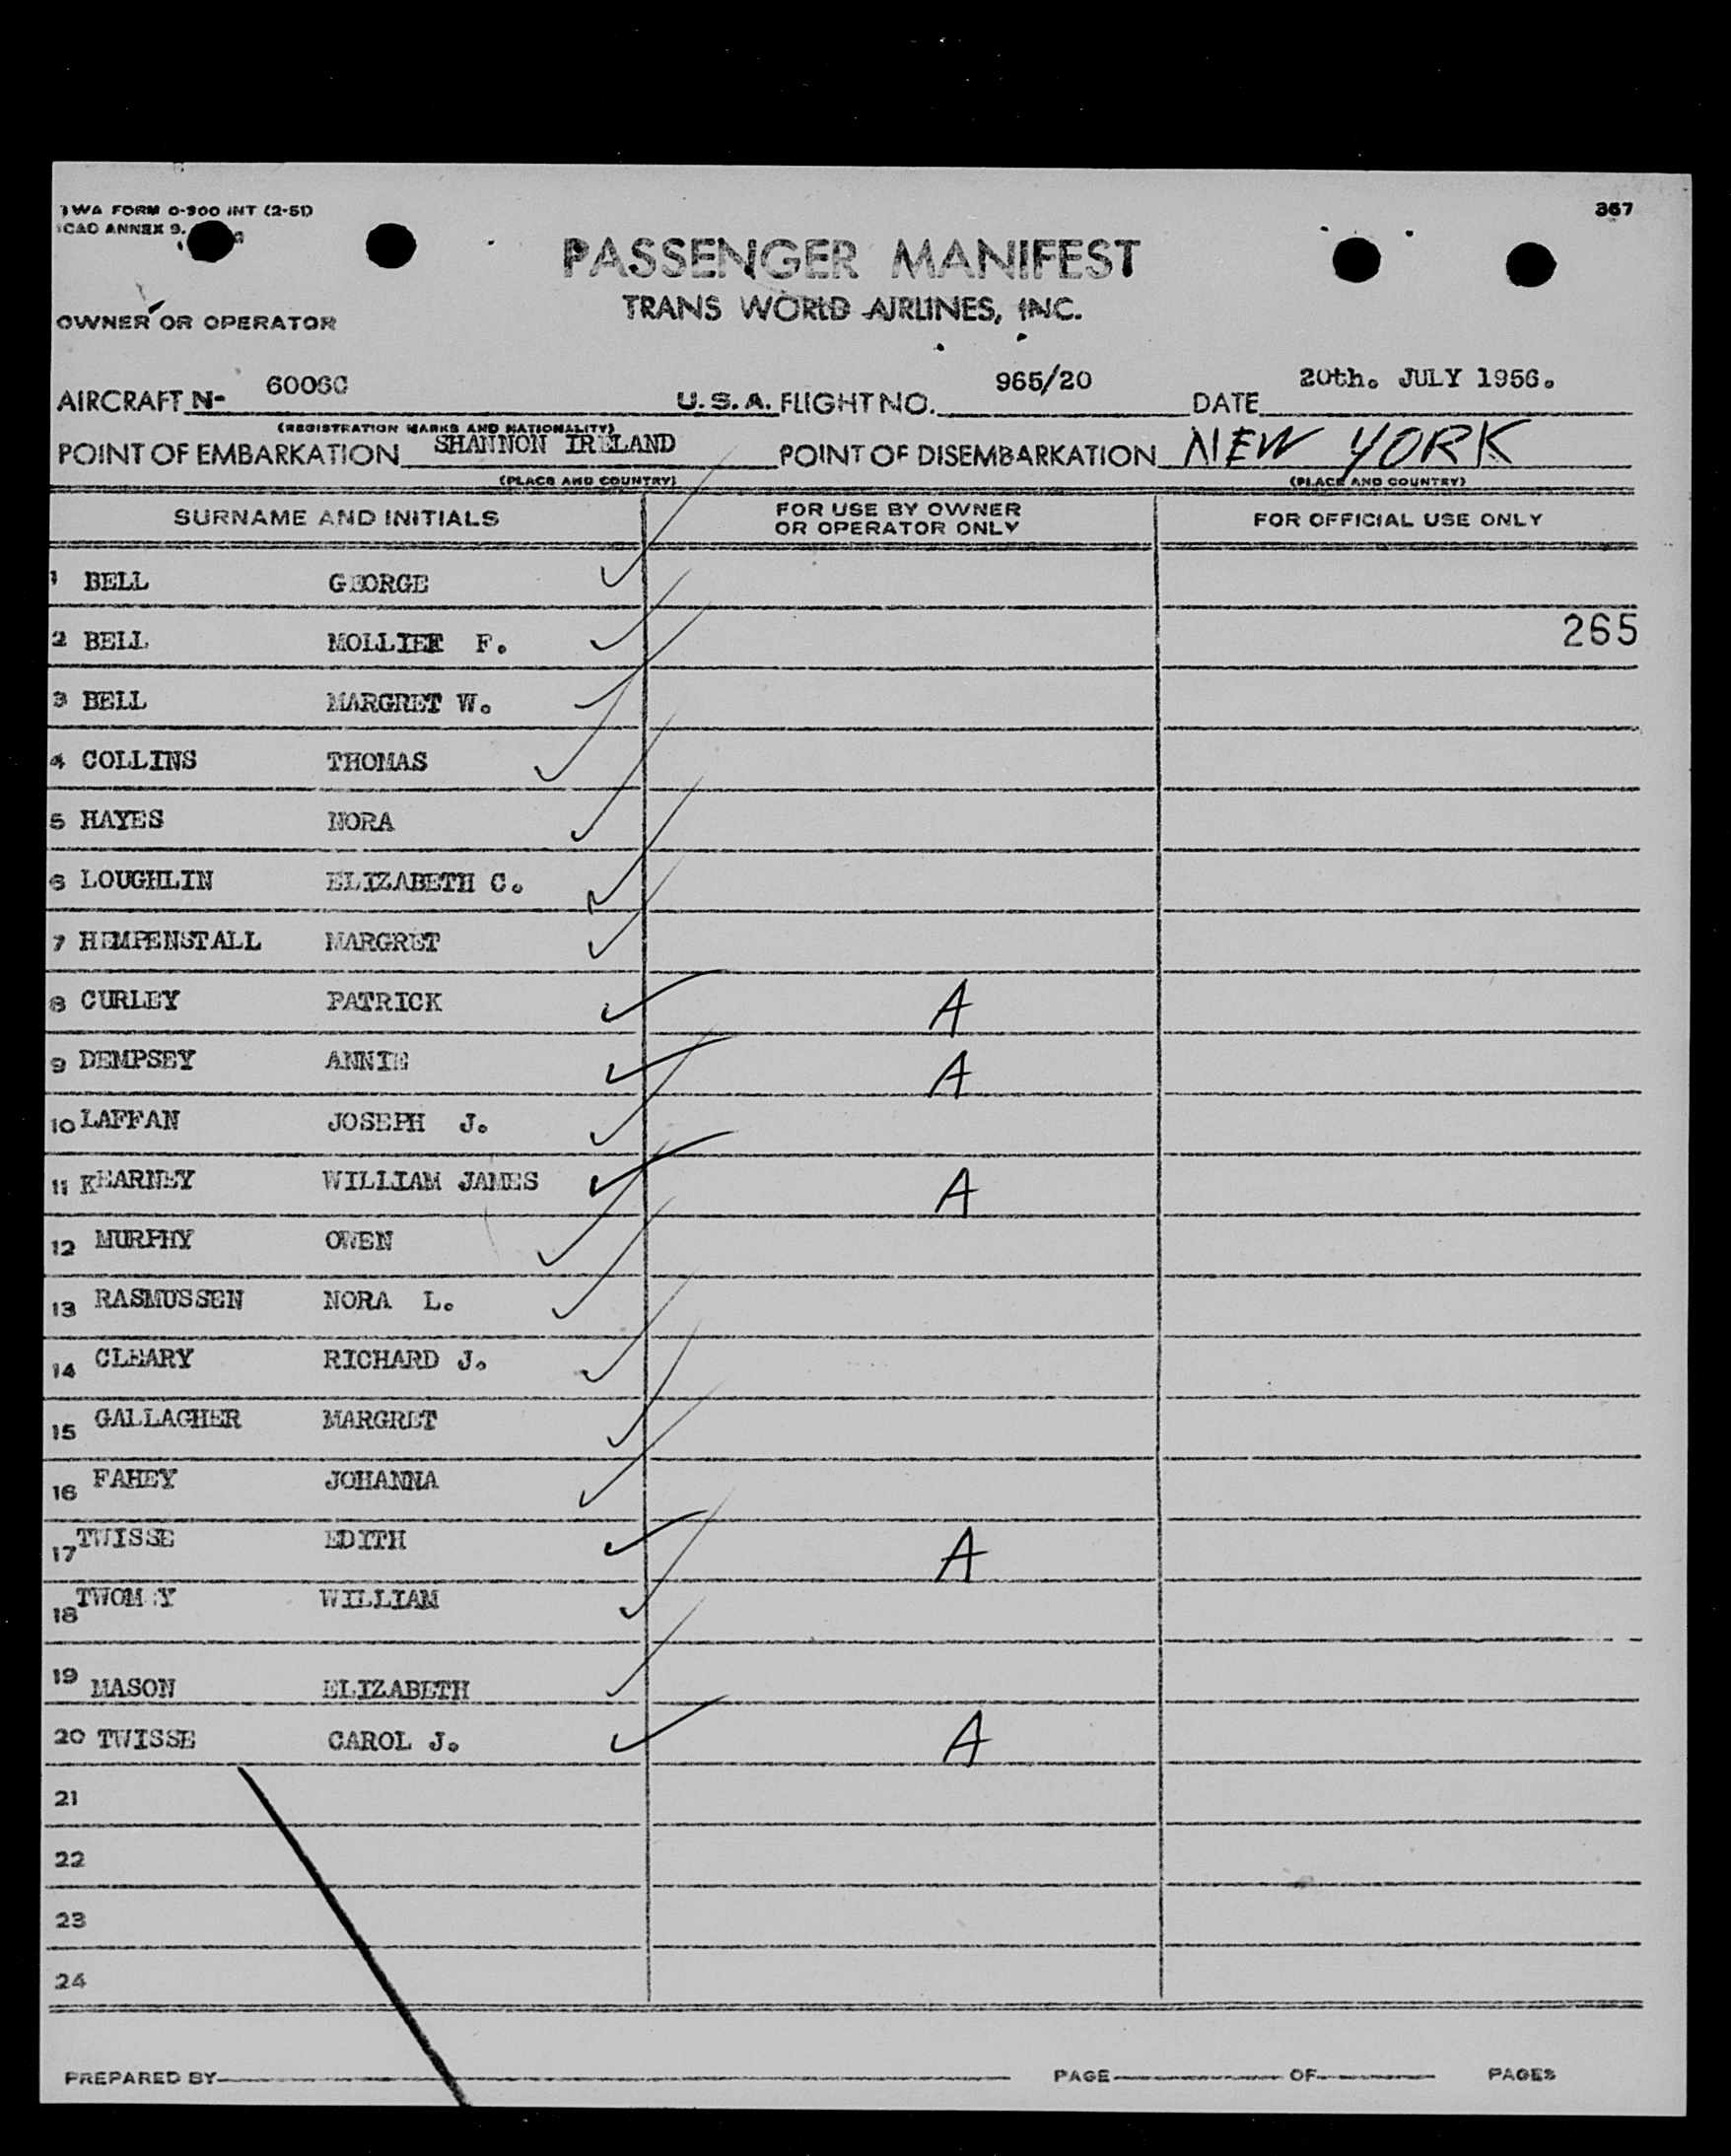 TWA FORM O-900 INT (2-51) 367
ICAO ANNEX 9.
PASSENGER MANIFEST
TRANS WORLD AIRLINES, INC.
OWNER OR OPERATOR
AIRCRAFT N- 6006C U.S.A. FLIGHT NO. 965/20 DATE 20th. JULY 1956.
(REGISTRATION MARKS AND NATIONALITY)
POINT OF EMBARKATION SHANNON IRELAND POINT OF DISEMBARKATION NEW YORK
(PLACE AND COUNTRY) (PLACE AND COUNTRY)
SURNAME AND INITIALS FOR USE BY OWNER OR OPERATOR ONLY FOR OFFICIAL USE ONLY
1 BELL GEORGE
2 BELL MOLLIEE F. 265
3 BELL MARGRET W.
4 COLLINS THOMAS
5 HAYES NORA
6 LOUGHLIN ELIZABETH C.
7 HEMPENSTALL MARGRET
8 CURLEY PATRICK A
9 DEMPSEY ANNIE A
10 LAFFAN JOSEPH J.
11 KEARNEY WILLIAM JAMES A
12 MURPHY OWEN
13 RASMUSSEN NORA L.
14 CLEARY RICHARD J.
15 GALLAGHER MARGRET
16 FAHEY JOHANNA
17 TWISSE EDITH A
18 TWOMEY WILLIAM
19 MASON ELIZABETH
20 TWISSE CAROL J. A
21
22
23
24
PREPARED BY PAGE OF PAGES